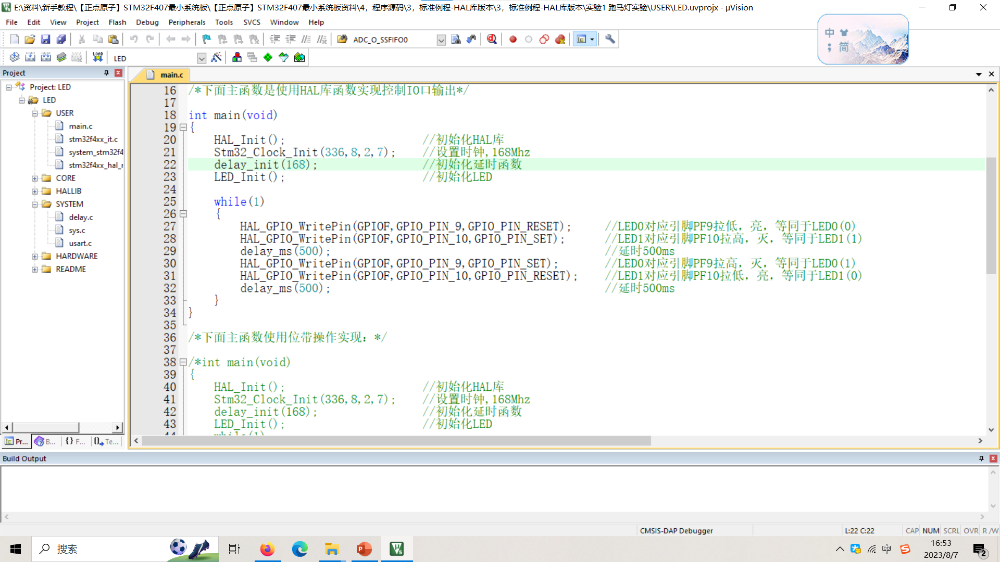 E:\资料\新手教程\【正点原子】STM32F407最小系统板\【正点原子】STM32F407最小系统板资料\4，程序源码\3，标准例程-HAL库版本\3，标准例程-HAL库版本\实验1 跑马灯实验\USER\LED.uvprojx - µVision
File Edit View Project Flash Debug Peripherals Tools SVCS Window Help
ADC_O_SSFIFO0
LOAD
LED
中
； 简
Project
Project: LED
LED
USER
main.c
stm32f4xx_it.c
system_stm32f4
stm32f4xx_hal_r
CORE
HALLIB
SYSTEM
delay.c
sys.c
usart.c
HARDWARE
README
Pr... B... {} F... Te...
main.c
16 /*下面主函数是使用HAL库函数实现控制IO口输出*/
17
18 int main(void)
19 {
20 HAL_Init(); //初始化HAL库
21 Stm32_Clock_Init(336,8,2,7); //设置时钟,168Mhz
22 delay_init(168); //初始化延时函数
23 LED_Init(); //初始化LED
24
25 while(1)
26 {
27 HAL_GPIO_WritePin(GPIOF,GPIO_PIN_9,GPIO_PIN_RESET); //LED0对应引脚PF9拉低，亮，等同于LED0(0)
28 HAL_GPIO_WritePin(GPIOF,GPIO_PIN_10,GPIO_PIN_SET); //LED1对应引脚PF10拉高，灭，等同于LED1(1)
29 delay_ms(500); //延时500ms
30 HAL_GPIO_WritePin(GPIOF,GPIO_PIN_9,GPIO_PIN_SET); //LED0对应引脚PF9拉高，灭，等同于LED0(1)
31 HAL_GPIO_WritePin(GPIOF,GPIO_PIN_10,GPIO_PIN_RESET); //LED1对应引脚PF10拉低，亮，等同于LED1(0)
32 delay_ms(500); //延时500ms
33 }
34 }
35
36 /*下面主函数使用位带操作实现：*/
37
38 /*int main(void)
39 {
40 HAL_Init(); //初始化HAL库
41 Stm32_Clock_Init(336,8,2,7); //设置时钟,168Mhz
42 delay_init(168); //初始化延时函数
43 LED_Init(); //初始化LED
44 while(1)
Build Output
CMSIS-DAP Debugger L:22 C:22 CAP NUM SCRL OVR R/W
搜索
中
16:53
2023/8/7
2